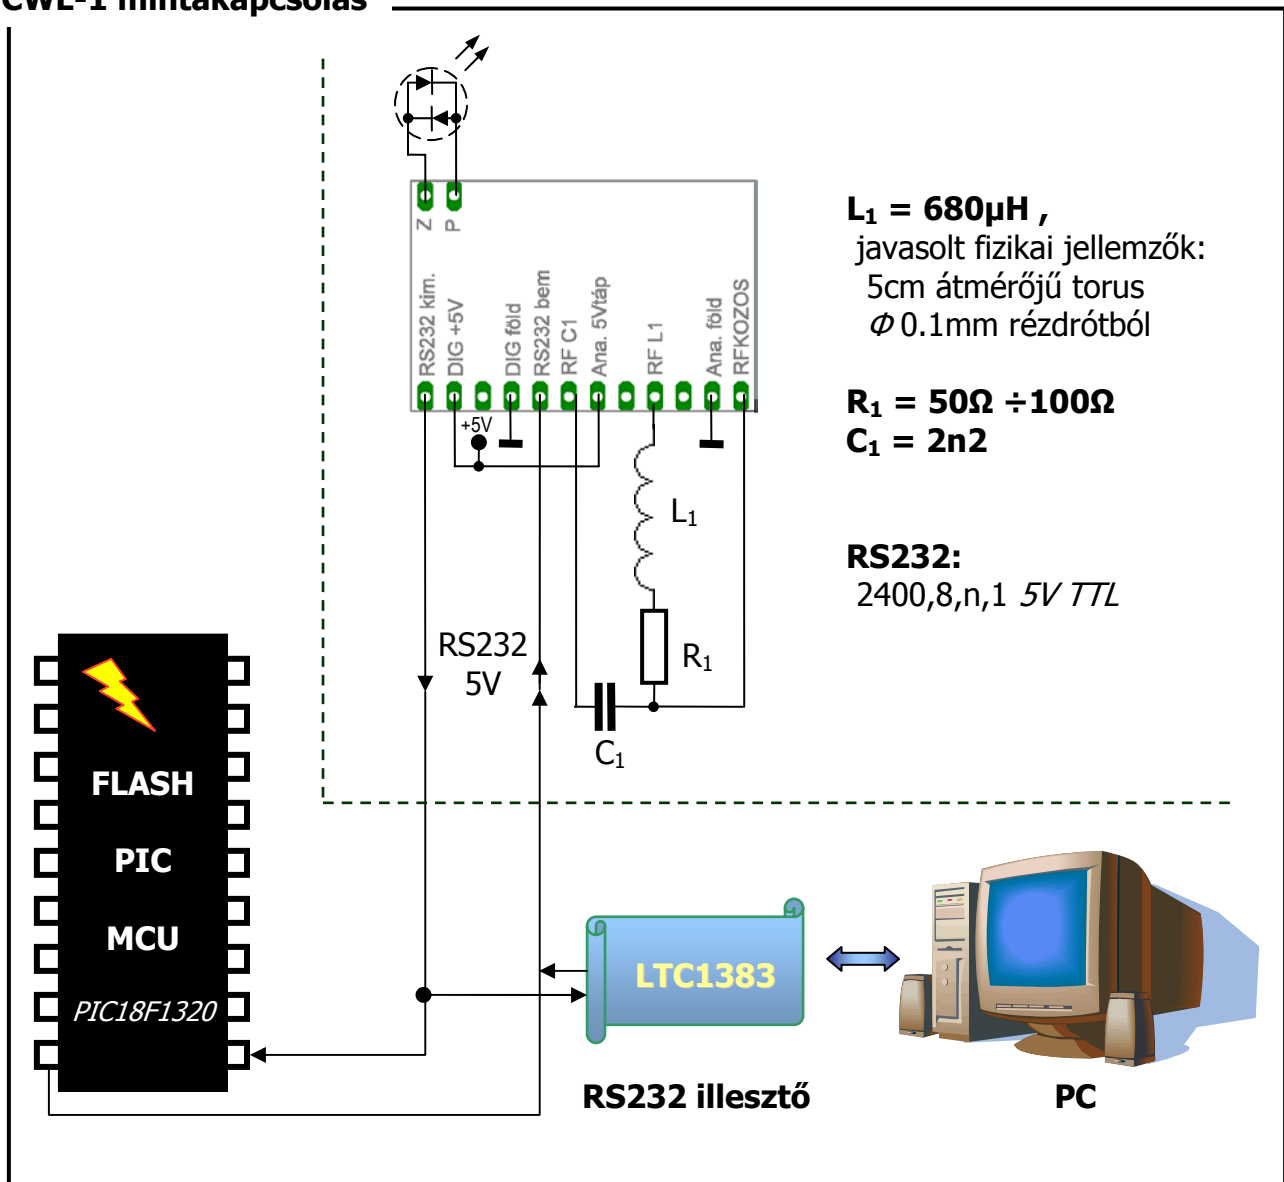 CWL-1 mintakapcsolás
Z
P
RS232 kim.
DIG +5V
DIG föld
RS232 bem
RF C1
Ana. 5Vtáp
RF L1
Ana. föld
RFKOZOS
+5V
L1
R1
C1
RS232
5V
L1 = 680µH ,
javasolt fizikai jellemzők:
5cm átmérőjű torus
Φ 0.1mm rézdrótból
R1 = 50Ω ÷100Ω
C1 = 2n2
RS232:
2400,8,n,1 5V TTL
FLASH
PIC
MCU
PIC18F1320
LTC1383
RS232 illesztő
PC